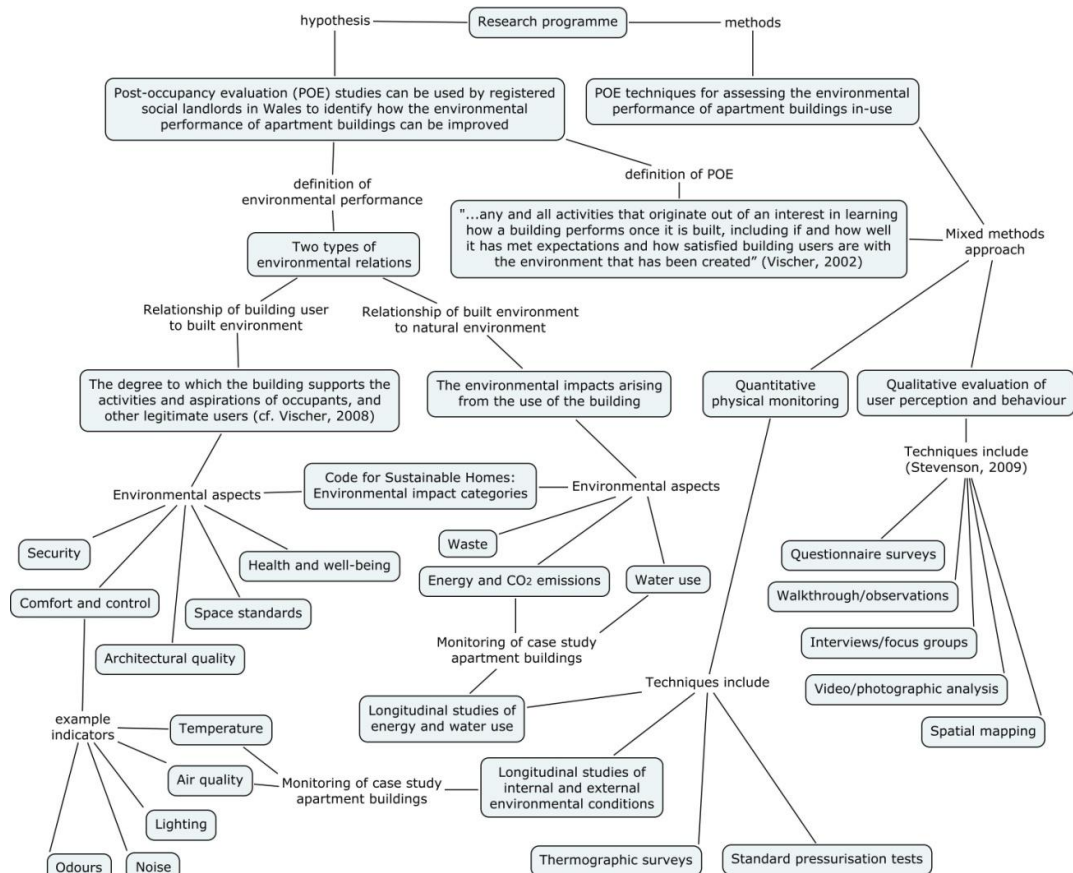 hypothesis
Research programme
methods
Post-occupancy evaluation (POE) studies can be used by registered
social landlords in Wales to identify how the environmental
performance of apartment buildings can be improved
POE techniques for assessing the environmental
performance of apartment buildings in-use
definition of
environmental performance
definition of POE
"...any and all activities that originate out of an interest in learning
how a building performs once it is built, including if and how well
it has met expectations and how satisfied building users are with
the environment that has been created” (Vischer, 2002)
Mixed methods
approach
Two types of
environmental relations
Relationship of building user
to built environment
Relationship of built environment
to natural environment
The degree to which the building supports the
activities and aspirations of occupants, and
other legitimate users (cf. Vischer, 2008)
The environmental impacts arising
from the use of the building
Quantitative
physical monitoring
Qualitative evaluation of
user perception and behaviour
Techniques include
(Stevenson, 2009)
Environmental aspects
Code for Sustainable Homes:
Environmental impact categories
Environmental aspects
Security
Health and well-being
Waste
Questionnaire surveys
Comfort and control
Space standards
Energy and CO2 emissions
Water use
Walkthrough/observations
Architectural quality
Monitoring of case study
apartment buildings
Interviews/focus groups
Techniques include
Video/photographic analysis
Longitudinal studies of
energy and water use
Spatial mapping
example
indicators
Temperature
Air quality
Monitoring of case study
apartment buildings
Longitudinal studies of
internal and external
environmental conditions
Lighting
Odours
Noise
Thermographic surveys
Standard pressurisation tests